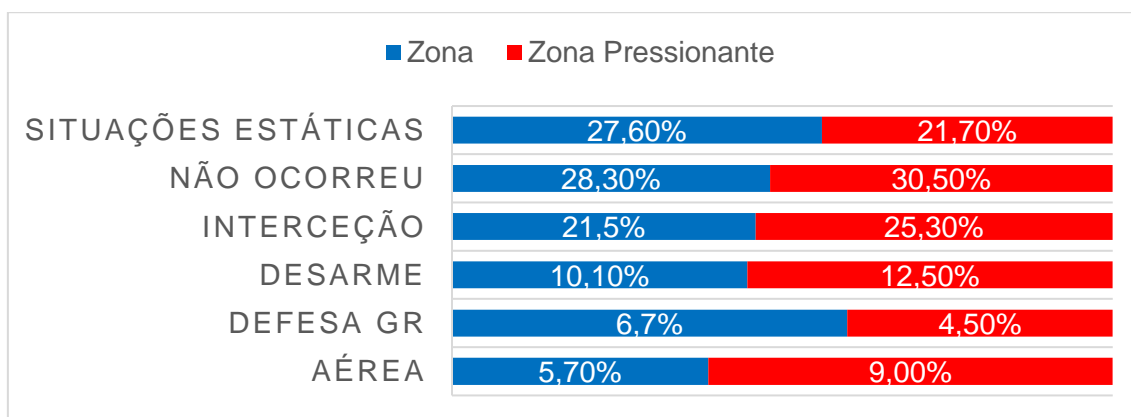 Zona Zona Pressionante
SITUAÇÕES ESTÁTICAS 27,60% 21,70%
NÃO OCORREU 28,30% 30,50%
INTERCEÇÃO 21,5% 25,30%
DESARME 10,10% 12,50%
DEFESA GR 6,7% 4,50%
AÉREA 5,70% 9,00%